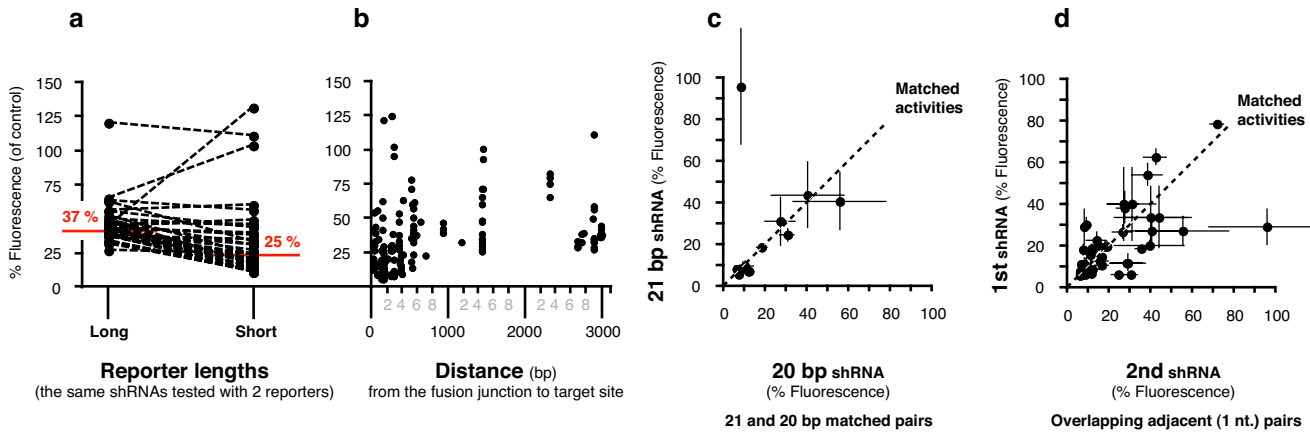 a
% Fluorescence (of control)
150
125
100
75
50
25
0
37 %
25 %
Long
Short
Reporter lengths
(the same shRNAs tested with 2 reporters)
b
150
125
100
75
50
25
2 4 6 8 2 4 6 8 2 4 6 8
0 1000 2000 3000
Distance (bp)
from the fusion junction to target site
c
21 bp shRNA (% Fluorescence)
100
80
60
40
20
0
Matched
activities
0 20 40 60 80 100
20 bp shRNA
(% Fluorescence)
21 and 20 bp matched pairs
d
1st shRNA (% Fluorescence)
100
80
60
40
20
0
Matched
activities
0 20 40 60 80 100
2nd shRNA
(% Fluorescence)
Overlapping adjacent (1 nt.) pairs